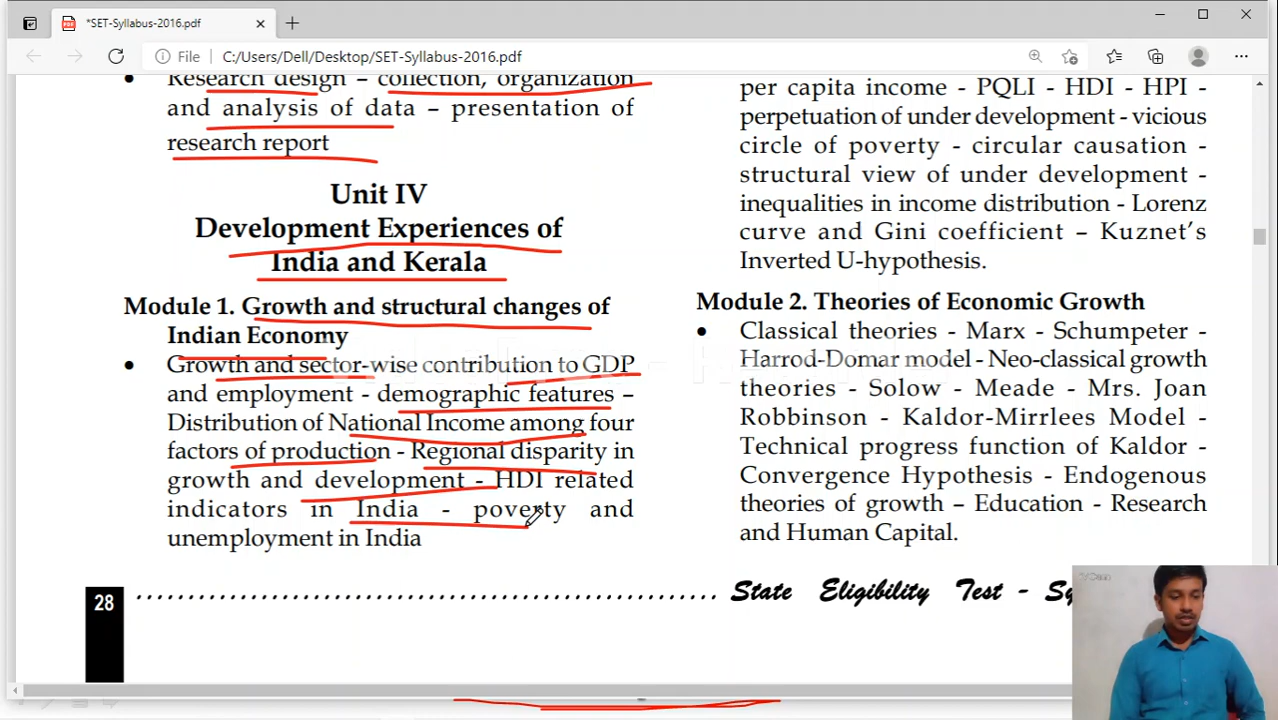 *SET-Syllabus-2016.pdf
File
C:/Users/Dell/Desktop/SET-Syllabus-2016.pdf
Research design – collection, organization
and analysis of data – presentation of
research report
Unit IV
Development Experiences of
India and Kerala
Module 1. Growth and structural changes of
Indian Economy
• Growth and sector-wise contribution to GDP
and employment - demographic features –
Distribution of National Income among four
factors of production - Regional disparity in
growth and development - HDI related
indicators in India - poverty and
unemployment in India
per capita income - PQLI - HDI - HPI -
perpetuation of under development - vicious
circle of poverty - circular causation -
structural view of under development -
inequalities in income distribution - Lorenz
curve and Gini coefficient – Kuznet's
Inverted U-hypothesis.
Module 2. Theories of Economic Growth
• Classical theories - Marx - Schumpeter -
Harrod-Domar model - Neo-classical growth
theories - Solow - Meade - Mrs. Joan
Robbinson - Kaldor-Mirrlees Model -
Technical progress function of Kaldor -
Convergence Hypothesis - Endogenous
theories of growth – Education - Research
and Human Capital.
28
State Eligibility Test -